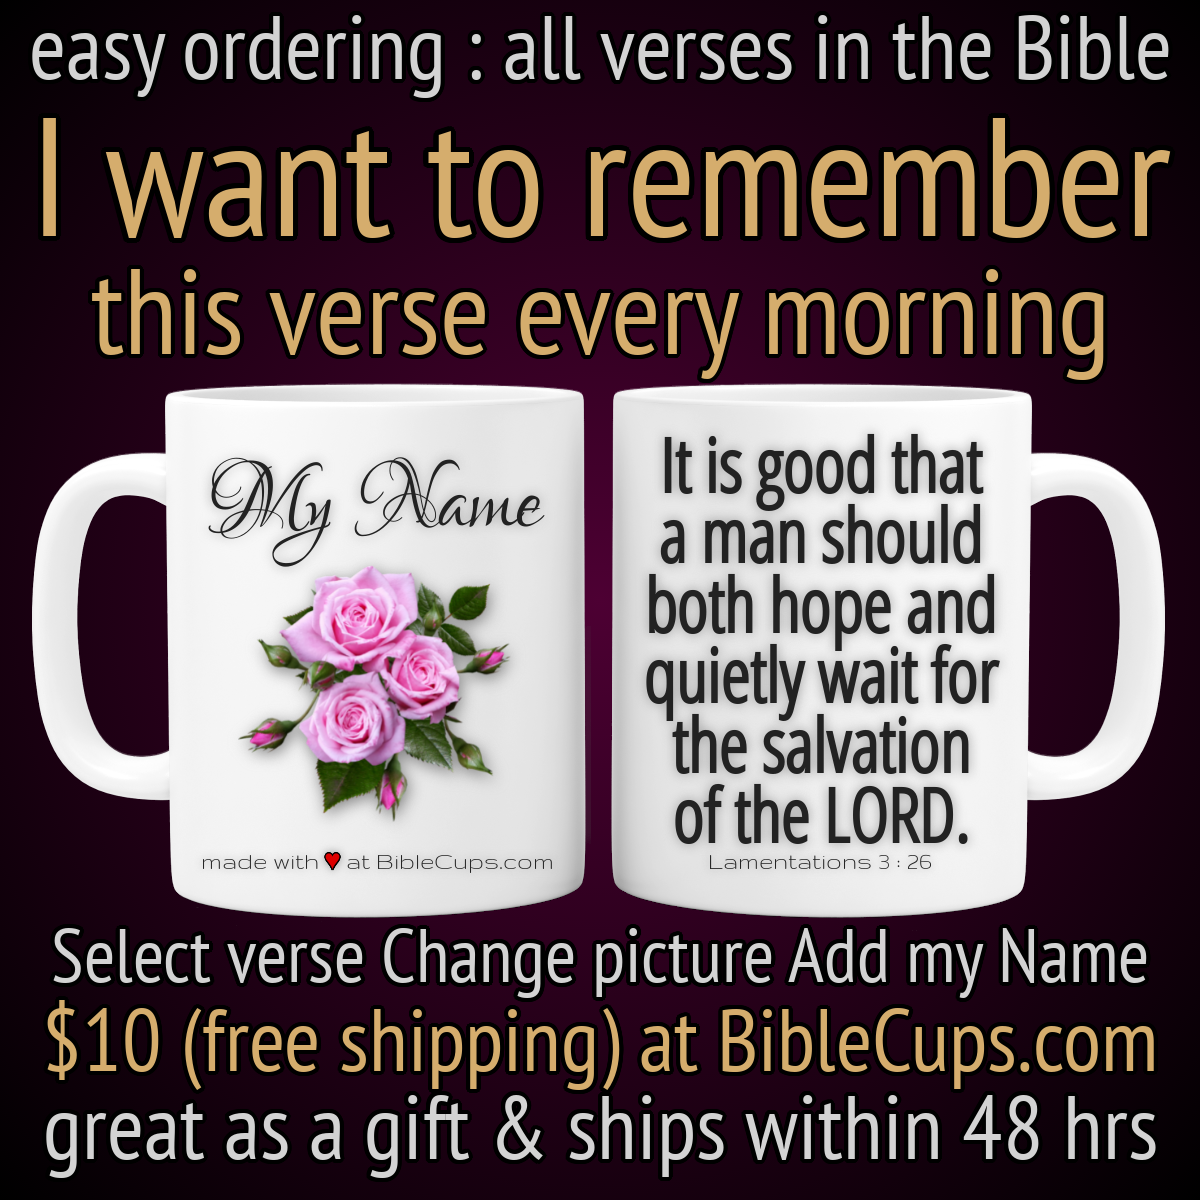 easy ordering : all verses in the Bible
I want to remember
this verse every morning
My Name
made with ❤ at BibleCups.com
It is good that
a man should
both hope and
quietly wait for
the salvation
of the LORD.
Lamentations 3 : 26
Select verse Change picture Add my Name
$10 (free shipping) at BibleCups.com
great as a gift & ships within 48 hrs